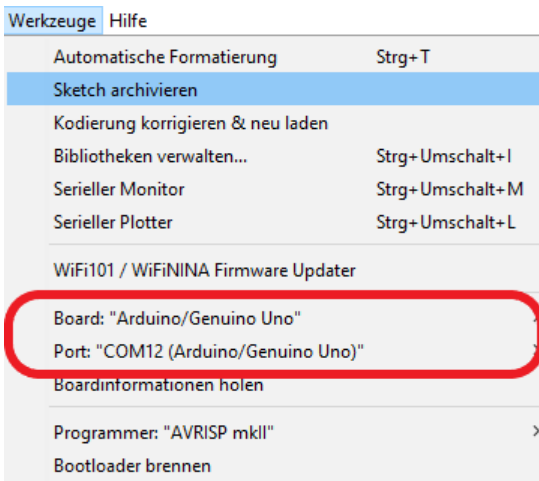 Werkzeuge Hilfe
Automatische Formatierung Strg+T
Sketch archivieren
Kodierung korrigieren & neu laden
Bibliotheken verwalten... Strg+Umschalt+I
Serieller Monitor Strg+Umschalt+M
Serieller Plotter Strg+Umschalt+L
WiFi101 / WiFiNINA Firmware Updater
Board: "Arduino/Genuino Uno"
Port: "COM12 (Arduino/Genuino Uno)"
Boardinformationen holen
Programmer: "AVRISP mkII"
Bootloader brennen